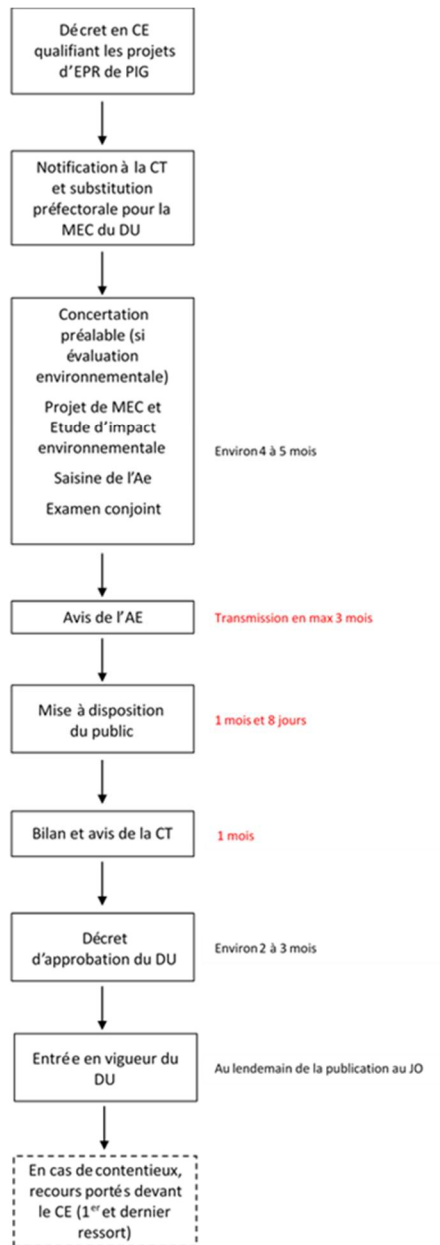 Décret en CE
qualifiant les projets
d'EPR de PIG
Notification à la CT
et substitution
préfectorale pour la
MEC du DU
Concertation
préalable (si
évaluation
environnementale)
Projet de MEC et
Etude d'impact
environnementale
Environ 4 à 5 mois
Saisine de l'Ae
Examen conjoint
Avis de l'AE
Transmission en max 3 mois
Mise à disposition
du public
1 mois et 8 jours
Bilan et avis de la CT
1 mois
Décret
d'approbation du DU
Environ 2 à 3 mois
Entrée en vigueur du
DU
Au lendemain de la publication au JO
En cas de contentieux,
recours portés devant
le CE (1er et dernier
ressort)